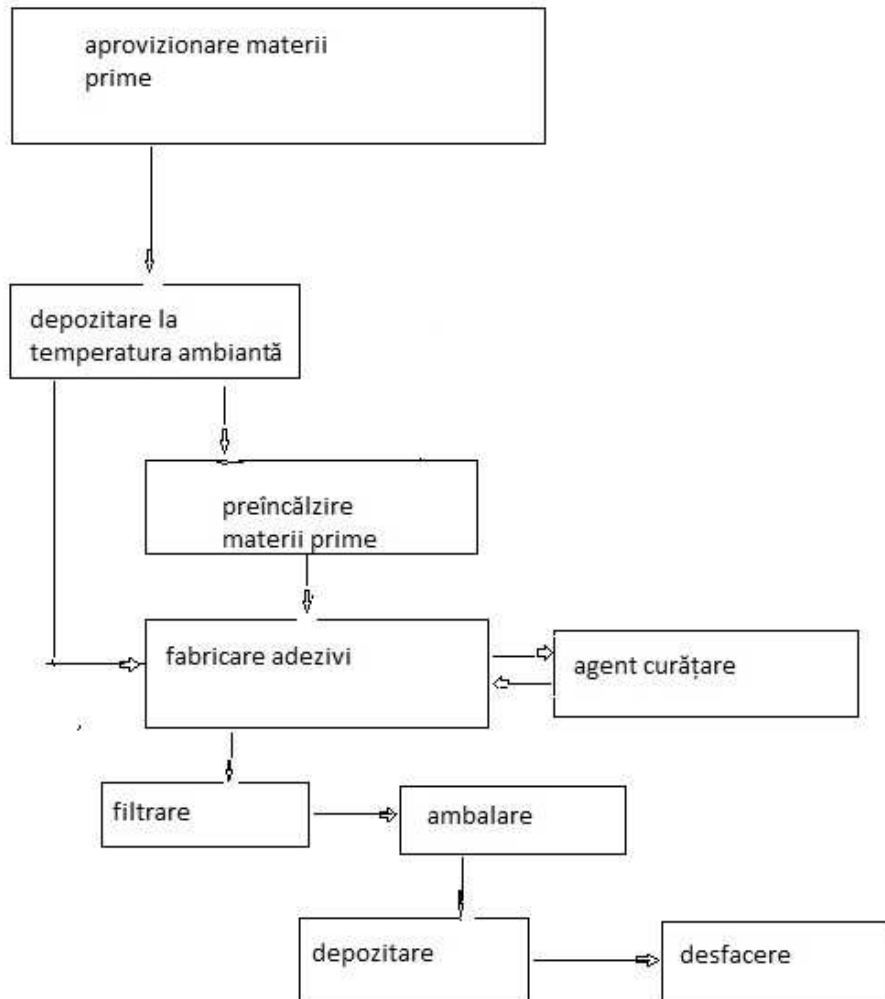 aprovizionare materii
prime
depozitare la
temperatura ambiantă
preîncălzire
materii prime
fabricare adezivi
agent curățare
filtrare
ambalare
depozitare
desfacere